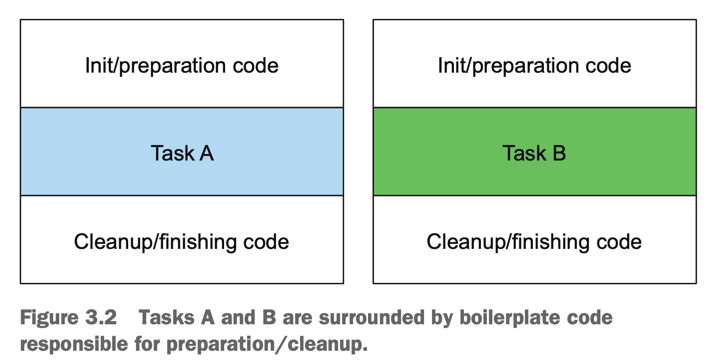 Init/preparation code
Init/preparation code
Task A
Task B
Cleanup/finishing code
Cleanup/finishing code
Figure 3.2 Tasks A and B are surrounded by boilerplate code
responsible for preparation/cleanup.